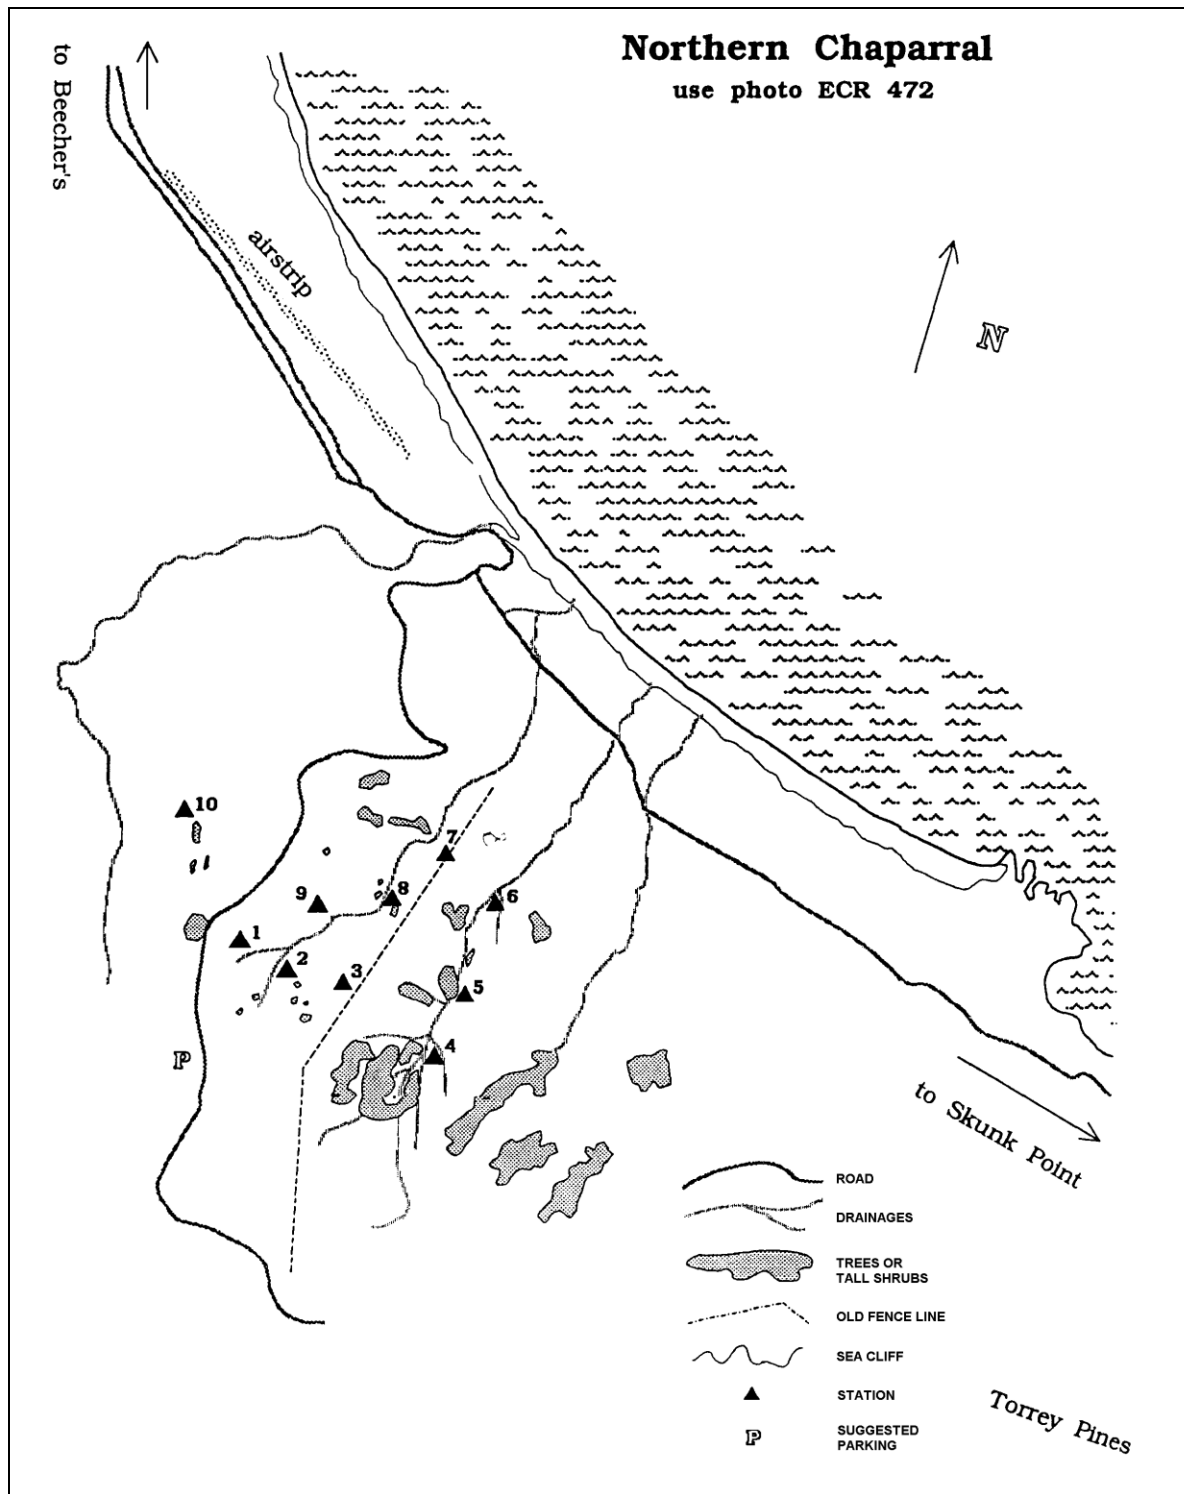 Northern Chaparral
use photo ECR 472
to Beecher's
airstrip
N
10
7
9
8
6
1
2
3
5
4
P
to Skunk Point
ROAD
DRAINAGES
TREES OR
TALL SHRUBS
OLD FENCE LINE
SEA CLIFF
STATION
P
SUGGESTED
PARKING
Torrey Pines